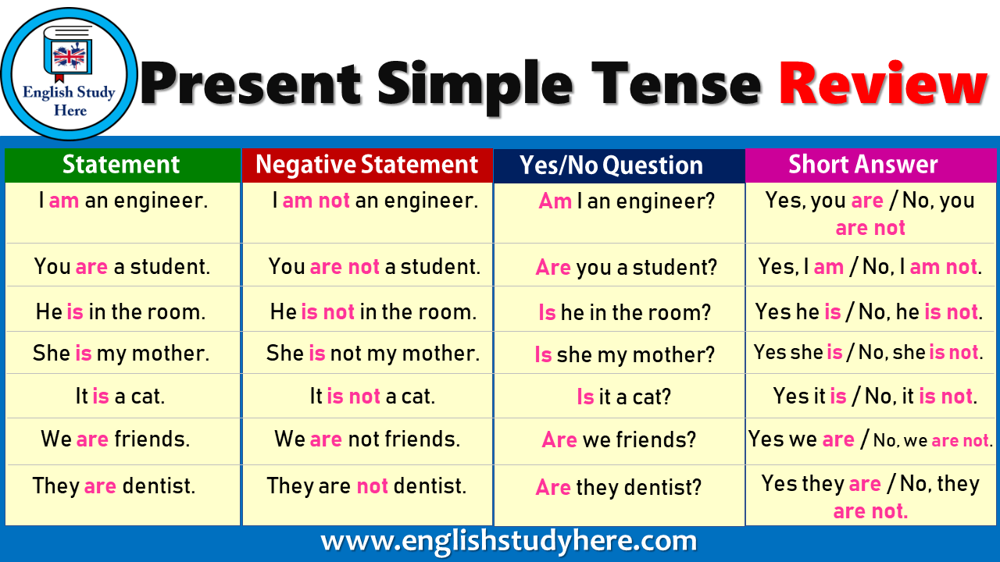 English Study
Here
Present Simple Tense Review
Statement Negative Statement Yes/No Question Short Answer
I am an engineer. I am not an engineer. Am I an engineer? Yes, you are / No, you
are not
You are a student. You are not a student. Are you a student? Yes, I am / No, I am not.
He is in the room. He is not in the room. Is he in the room? Yes he is / No, he is not.
She is my mother. She is not my mother. Is she my mother? Yes she is / No, she is not.
It is a cat. It is not a cat. Is it a cat? Yes it is / No, it is not.
We are friends. We are not friends. Are we friends? Yes we are / No, we are not.
They are dentist. They are not dentist. Are they dentist? Yes they are / No, they
are not.
www.englishstudyhere.com